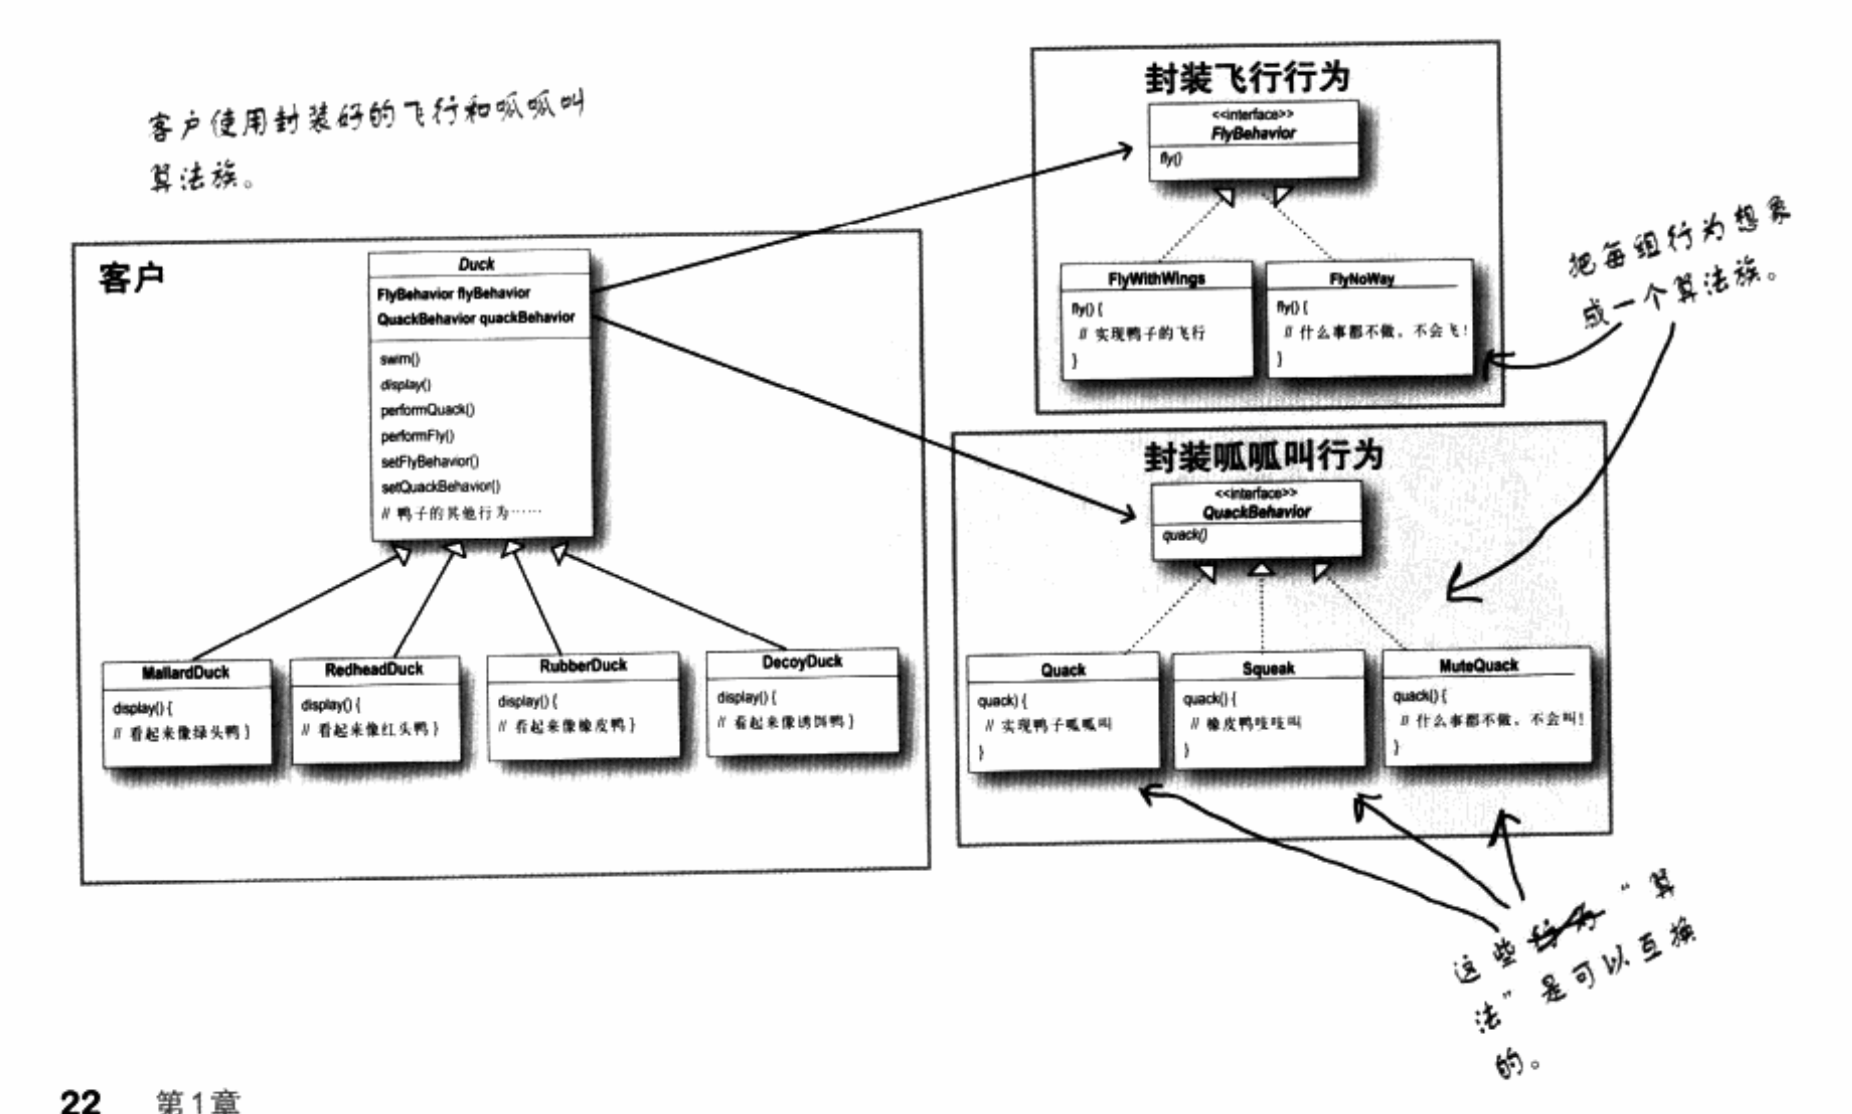 客户使用封装好的飞行和呱呱叫
算法族。
客户
Duck
FlyBehavior flyBehavior
QuackBehavior quackBehavior
swim()
display()
performQuack()
performFly()
setFlyBehavior()
setQuackBehavior()
// 鸭子的其他行为……
MallardDuck
display() {
// 看起来像绿头鸭 }
RedheadDuck
display() {
// 看起来像红头鸭 }
RubberDuck
display() {
// 看起来像橡皮鸭 }
DecoyDuck
display() {
// 看起来像诱饵鸭 }
封装飞行行为
<<interface>>
FlyBehavior
fly()
FlyWithWings
fly() {
// 实现鸭子的飞行
}
FlyNoWay
fly() {
// 什么事都不做，不会飞！
}
把每组行为想象
成一个算法族。
封装呱呱叫行为
<<interface>>
QuackBehavior
quack()
Quack
quack) {
// 实现鸭子呱呱叫
}
Squeak
quack() {
// 橡皮鸭吱吱叫
}
MuteQuack
quack() {
// 什么事都不做，不会叫！
}
这些行为“算
法”是可以互换
的。
22 第1章